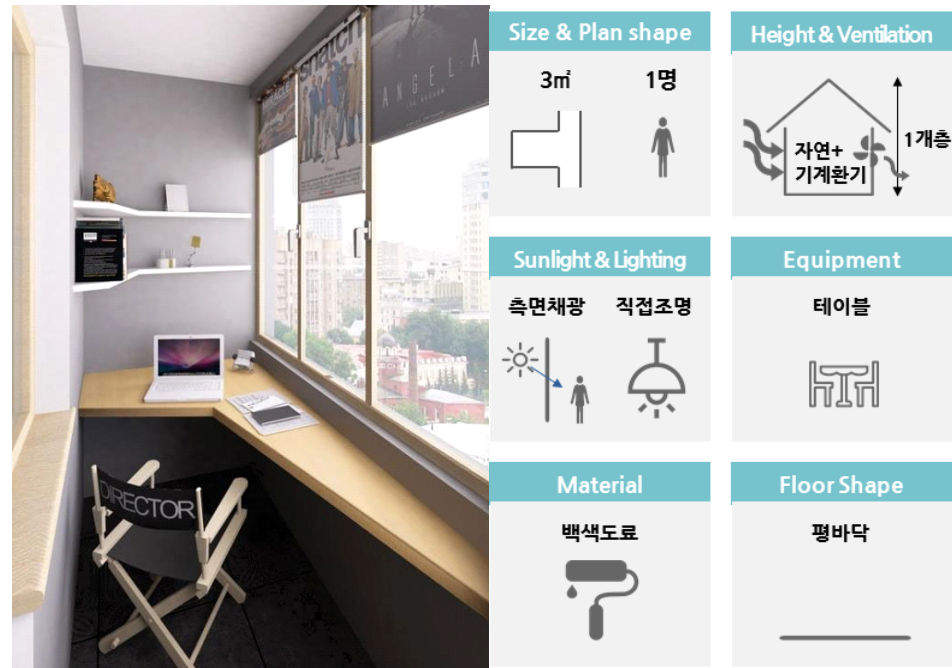 snatch
ANGEL-A
DIRECTOR
Size & Plan shape
3㎡
1명
Height & Ventilation
자연+
기계환기
1개층
Sunlight & Lighting
측면채광
직접조명
Equipment
테이블
Material
백색도료
Floor Shape
평바닥